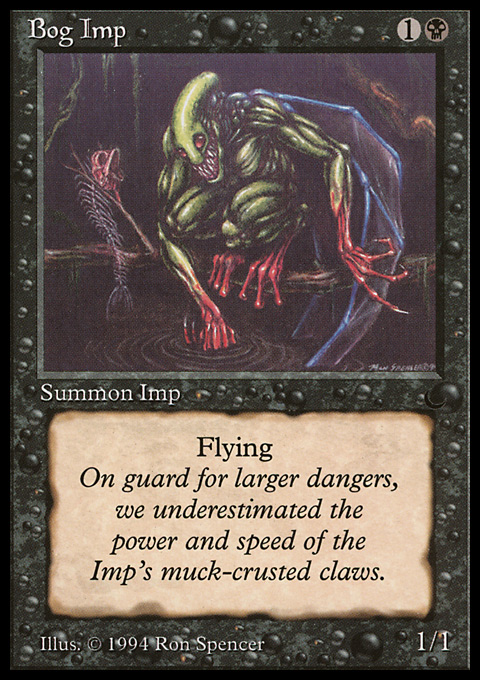 Bog Imp 1
Summon Imp
Flying
On guard for larger dangers,
we underestimated the
power and speed of the
Imp's muck-crusted claws.
Illus. © 1994 Ron Spencer 1/1